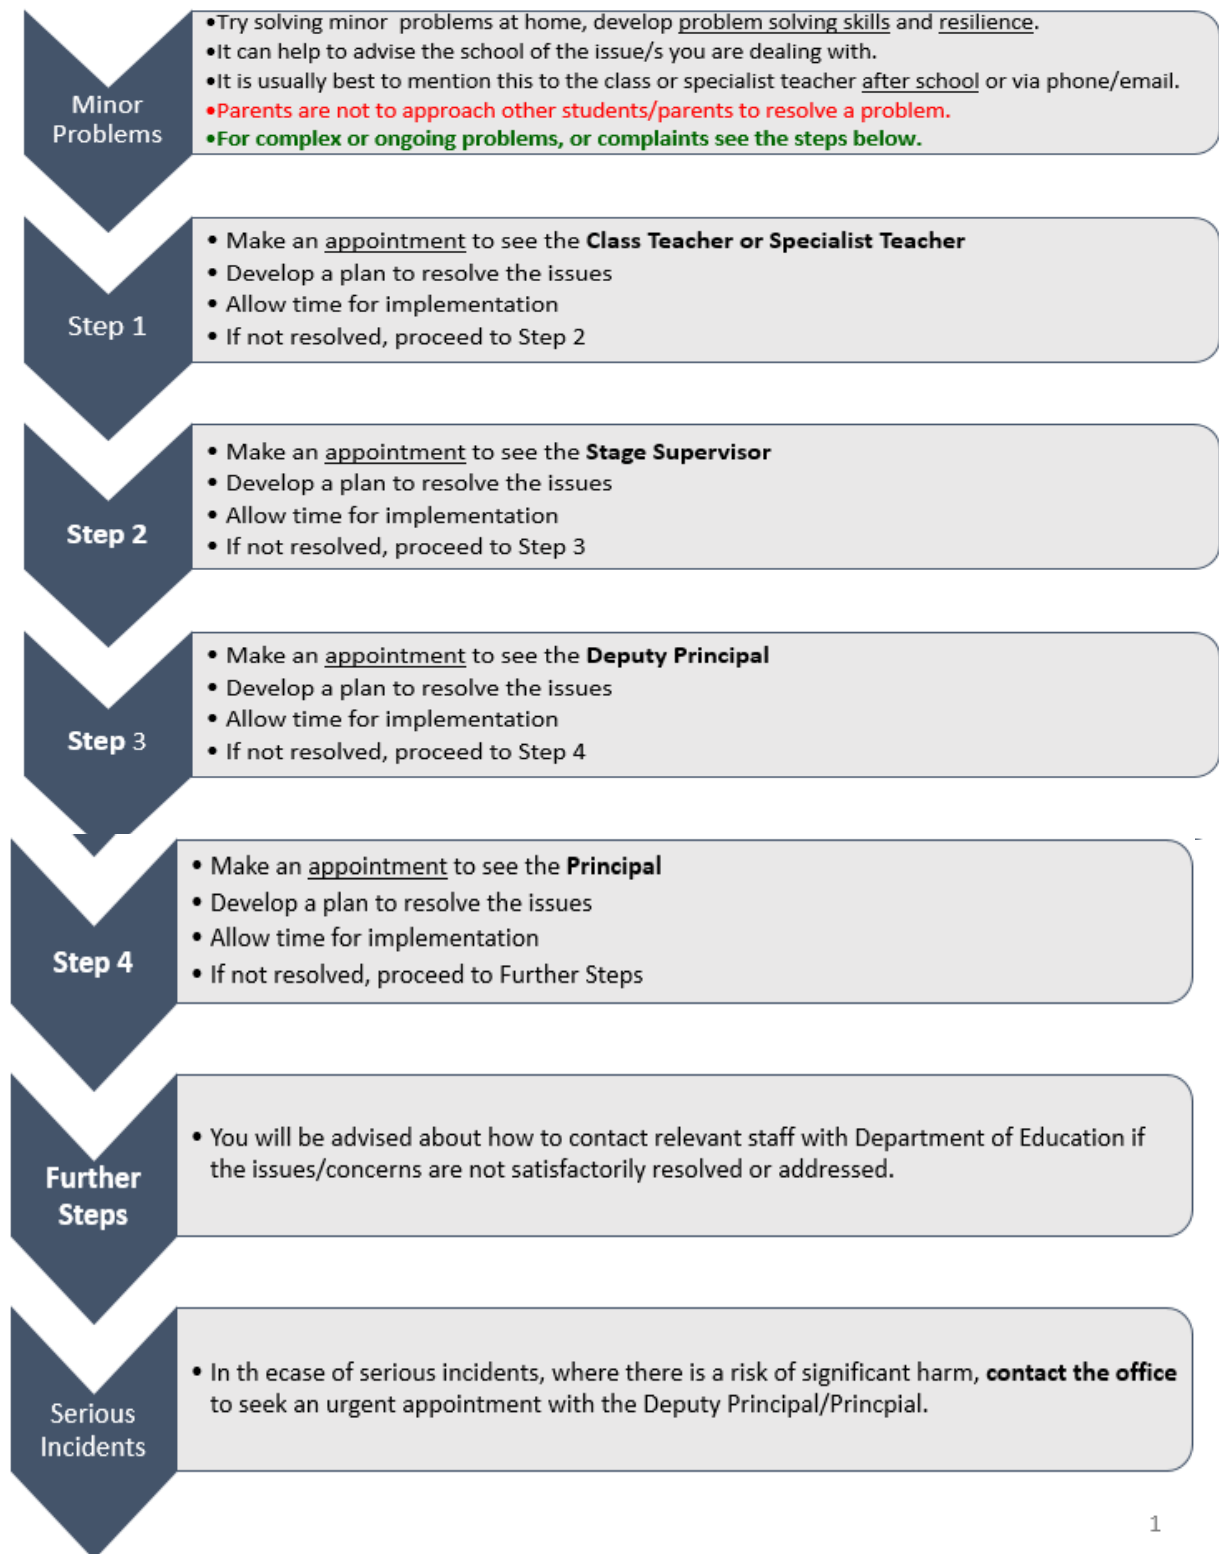 Minor
Problems
•Try solving minor problems at home, develop problem solving skills and resilience.
•It can help to advise the school of the issue/s you are dealing with.
•It is usually best to mention this to the class or specialist teacher after school or via phone/email.
•Parents are not to approach other students/parents to resolve a problem.
•For complex or ongoing problems, or complaints see the steps below.
Step 1
• Make an appointment to see the Class Teacher or Specialist Teacher
• Develop a plan to resolve the issues
• Allow time for implementation
• If not resolved, proceed to Step 2
Step 2
• Make an appointment to see the Stage Supervisor
• Develop a plan to resolve the issues
• Allow time for implementation
• If not resolved, proceed to Step 3
Step 3
• Make an appointment to see the Deputy Principal
• Develop a plan to resolve the issues
• Allow time for implementation
• If not resolved, proceed to Step 4
Step 4
• Make an appointment to see the Principal
• Develop a plan to resolve the issues
• Allow time for implementation
• If not resolved, proceed to Further Steps
Further
Steps
• You will be advised about how to contact relevant staff with Department of Education if
the issues/concerns are not satisfactorily resolved or addressed.
Serious
Incidents
• In th ecase of serious incidents, where there is a risk of significant harm, contact the office
to seek an urgent appointment with the Deputy Principal/Princpial.
1